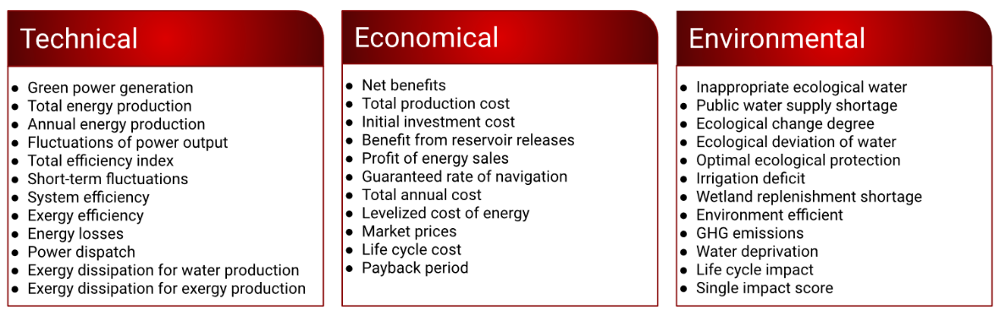 Technical
● Green power generation
● Total energy production
● Annual energy production
● Fluctuations of power output
● Total efficiency index
● Short-term fluctuations
● System efficiency
● Exergy efficiency
● Energy losses
● Power dispatch
● Exergy dissipation for water production
● Exergy dissipation for exergy production
Economical
● Net benefits
● Total production cost
● Initial investment cost
● Benefit from reservoir releases
● Profit of energy sales
● Guaranteed rate of navigation
● Total annual cost
● Levelized cost of energy
● Market prices
● Life cycle cost
● Payback period
Environmental
● Inappropriate ecological water
● Public water supply shortage
● Ecological change degree
● Ecological deviation of water
● Optimal ecological protection
● Irrigation deficit
● Wetland replenishment shortage
● Environment efficient
● GHG emissions
● Water deprivation
● Life cycle impact
● Single impact score